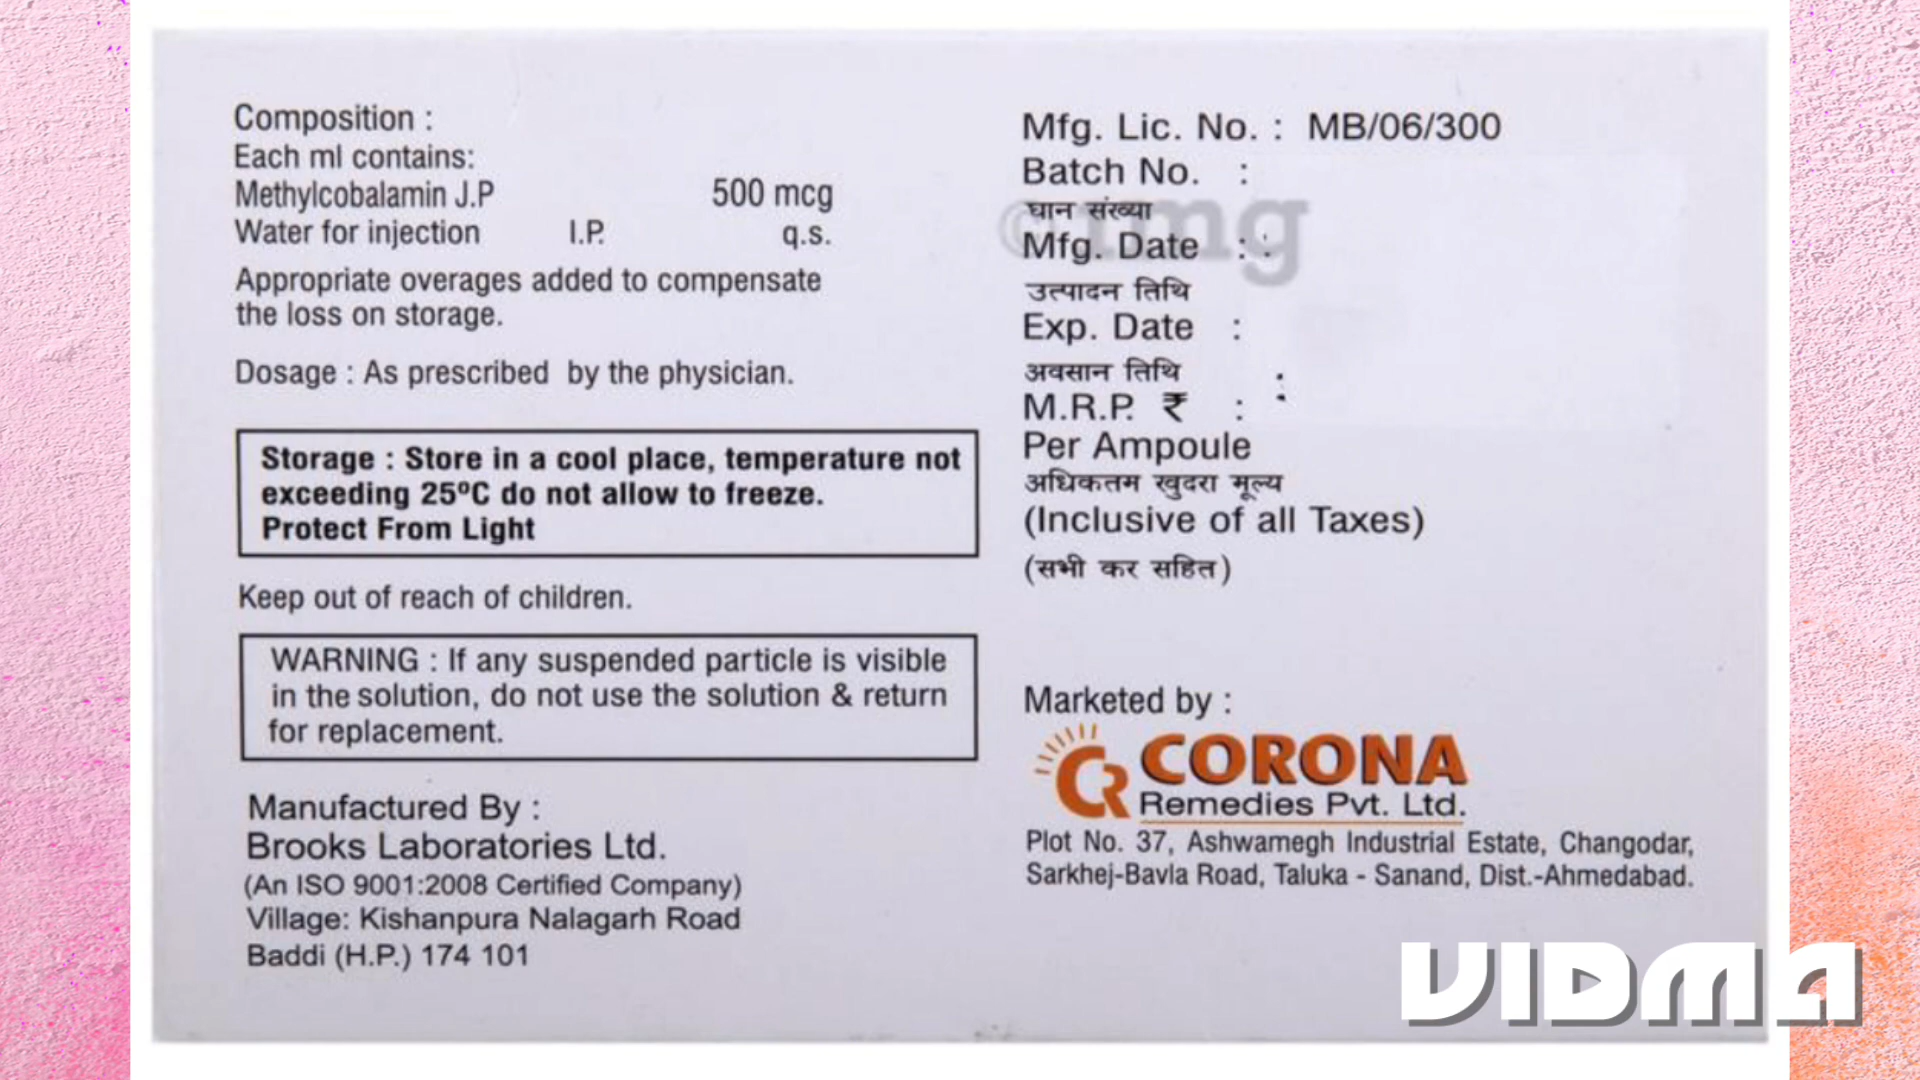 Composition :
Each ml contains:
Methylcobalamin J.P 500 mcg
Water for injection I.P. q.s.
Appropriate overages added to compensate
the loss on storage.
Dosage : As prescribed by the physician.
Storage : Store in a cool place, temperature not
exceeding 25ºC do not allow to freeze.
Protect From Light
Keep out of reach of children.
WARNING : If any suspended particle is visible
in the solution, do not use the solution & return
for replacement.
Manufactured By :
Brooks Laboratories Ltd.
(An ISO 9001:2008 Certified Company)
Village: Kishanpura Nalagarh Road
Baddi (H.P.) 174 101
Mfg. Lic. No. : MB/06/300
Batch No. :
घान संख्या
Mfg. Date :
उत्पादन तिथि
Exp. Date :
अवसान तिथि
M.R.P. ₹ :
Per Ampoule
अधिकतम खुदरा मूल्य
(Inclusive of all Taxes)
(सभी कर सहित)
Marketed by :
CR CORONA
Remedies Pvt. Ltd.
Plot No. 37, Ashwamegh Industrial Estate, Changodar,
Sarkhej-Bavla Road, Taluka - Sanand, Dist.-Ahmedabad.
VIDMA